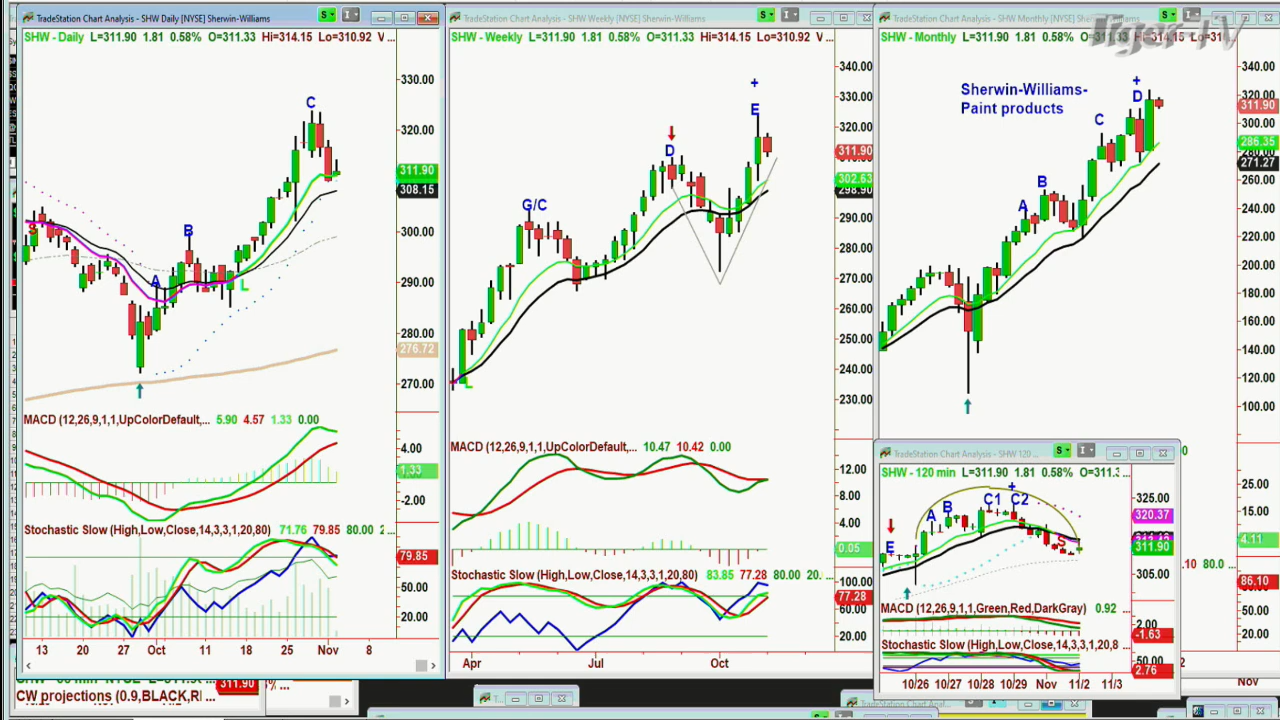 TradeStation Chart Analysis - SHW Daily [NYSE] Sherwin-Williams
SHW - Daily L=311.90 1.81 0.58% O=311.33 Hi=314.15 Lo=310.92 ...
330.00
320.00
311.90
308.15
300.00
290.00
280.00
276.72
270.00
S
A
B
L
C
MACD (12,26,9,1,1,UpColorDefault,... 5.90 4.57 1.33 0.00
4.00
1.33
-2.00
Stochastic Slow (High,Low,Close,14,3,3,1,20,80) 71.76 79.85 80.00 2...
79.85
50.00
20.00
13 20 27 Oct 11 18 25 Nov 8
TradeStation Chart Analysis - SHW Weekly [NYSE] Sherwin-Williams
SHW - Weekly L=311.90 1.81 0.58% O=311.33 Hi=314.15 Lo=310.92 V...
340.00
330.00
320.00
311.90
302.63
298.90
290.00
280.00
270.00
260.00
250.00
240.00
230.00
L
G/C
D
+
E
MACD (12,26,9,1,1,UpColorDefault,... 10.47 10.42 0.00
12.00
8.00
4.00
0.05
Stochastic Slow (High,Low,Close,14,3,3,1,20,80) 83.85 77.28 80.00 20...
100.00
77.28
60.00
20.00
Apr Jul Oct
TradeStation Chart Analysis - SHW Monthly [NYSE] Sherwin-Williams
TigerTV
SHW - Monthly L=311.90 1.81 0.58% O=311.33 Hi=314.15 Lo=310
Sherwin-Williams-
Paint products
A
B
C
+
D
340.00
320.00
311.90
300.00
286.35
280.00
271.27
260.00
240.00
220.00
200.00
180.00
160.00
140.00
120.00
100.00
TradeStation Chart Analysis - SHW 120 ...
SHW - 120 min L=311.90 1.81 0.58% O=311.3
E
A
B
C1
+
C2
S
325.00
320.37
311.90
305.00
MACD (12,26,9,1,1,Green,Red,DarkGray) 0.92
-1.63
Stochastic Slow (High,Low,Close,14,3,3,1,20,8
50.00
2.76
10/26 10/27 10/28 10/29 Nov 11/2 11/3
25.00
15.00
4.11
.10 80.0
86.10
50.00
20.00
Nov
311.90
CW projections (0.9,BLACK,RI